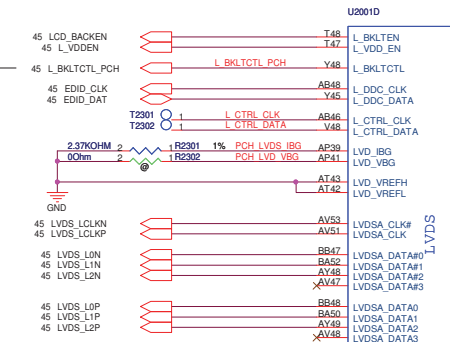 U2001D
45 LCD_BACKEN T48 L_BKLTEN
45 L_VDDEN T47 L_VDD_EN
45 L_BKLTCTL_PCH L_BKLTCTL_PCH Y48 L_BKLTCTL
45 EDID_CLK AB48 L_DDC_CLK
45 EDID_DAT Y45 L_DDC_DATA
T2301 1 L_CTRL_CLK AB46 L_CTRL_CLK
T2302 1 L_CTRL_DATA V48 L_CTRL_DATA
2.37KOHM 2 1 R2301 1% PCH_LVDS_IBG AP39 LVD_IBG
0Ohm 2 1 R2302 PCH_LVD_VBG AP41 LVD_VBG
@
AT43 LVD_VREFH
AT42 LVD_VREFL
GND
45 LVDS_LCLKN AV53 LVDSA_CLK#
45 LVDS_LCLKP AV51 LVDSA_CLK
LVDS
45 LVDS_L0N BB47 LVDSA_DATA#0
45 LVDS_L1N BA52 LVDSA_DATA#1
45 LVDS_L2N AY48 LVDSA_DATA#2
AV47 LVDSA_DATA#3
45 LVDS_L0P BB48 LVDSA_DATA0
45 LVDS_L1P BA50 LVDSA_DATA1
45 LVDS_L2P AY49 LVDSA_DATA2
AV48 LVDSA_DATA3